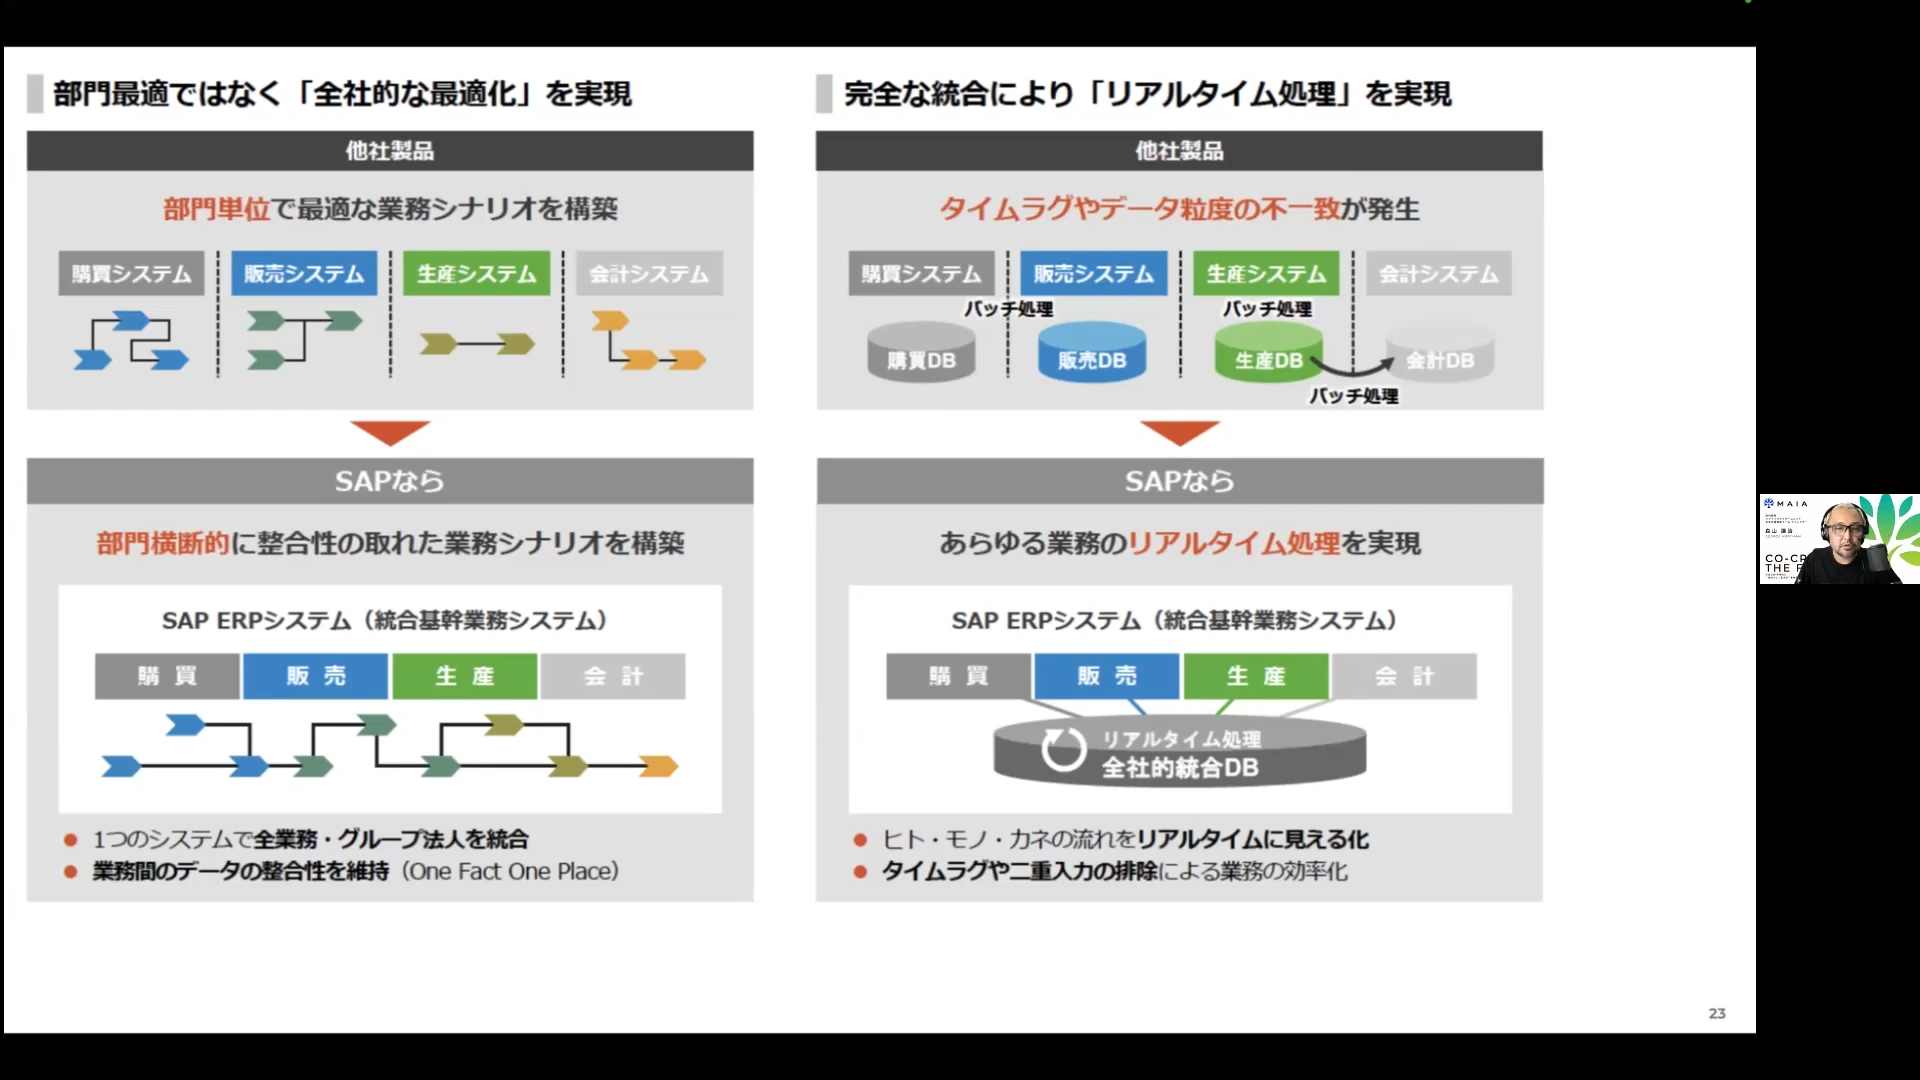 部門最適ではなく「全社的な最適化」を実現
他社製品
部門単位で最適な業務シナリオを構築
購買システム 販売システム 生産システム 会計システム
SAPなら
部門横断的に整合性の取れた業務シナリオを構築
SAP ERPシステム（統合基幹業務システム）
購買 販売 生産 会計
● 1つのシステムで全業務・グループ法人を統合
● 業務間のデータの整合性を維持（One Fact One Place）
完全な統合により「リアルタイム処理」を実現
他社製品
タイムラグやデータ粒度の不一致が発生
購買システム 販売システム 生産システム 会計システム
バッチ処理 バッチ処理
購買DB 販売DB 生産DB 会計DB
バッチ処理
SAPなら
あらゆる業務のリアルタイム処理を実現
SAP ERPシステム（統合基幹業務システム）
購買 販売 生産 会計
リアルタイム処理
全社的統合DB
● ヒト・モノ・カネの流れをリアルタイムに見える化
● タイムラグや二重入力の排除による業務の効率化
23
MAIA
CO-CR
THE F